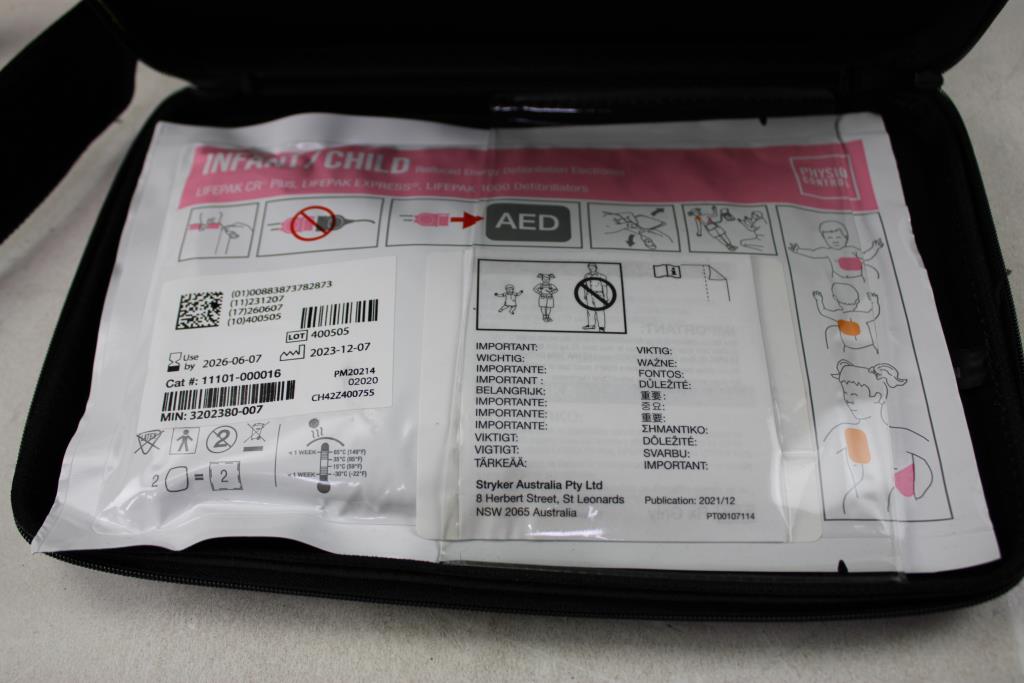 INFANT / CHILD Reduced Energy Defibrillation Electrodes
LIFEPAK CR® Plus, LIFEPAK EXPRESS®, LIFEPAK 1000 Defibrillators
PHYSIO
CONTROL
AED
(01)00883873782873
(11)231207
(17)260607
(10)400505
LOT 400505
Use
by 2026-06-07
2023-12-07
Cat #: 11101-000016
PM20214
02020
CH42Z400755
MIN: 3202380-007
2 = 2
< 1 WEEK
65°C (149°F)
35°C (95°F)
15°C (59°F)
< 1 WEEK
-30°C (-22°F)
IMPORTANT:
WICHTIG:
IMPORTANTE:
IMPORTANT :
BELANGRIJK:
IMPORTANTE:
IMPORTANTE:
IMPORTANTE:
VIKTIGT:
VIGTIGT:
TÄRKEÄÄ:
VIKTIG:
WAŻNE:
FONTOS:
DŮLEŽITÉ:
重要:
중요:
重要:
ΣΗΜΑΝΤΙΚΟ:
DÔLEŽITÉ:
SVARBU:
IMPORTANT:
Stryker Australia Pty Ltd
8 Herbert Street, St Leonards
NSW 2065 Australia
Publication: 2021/12
PT00107114